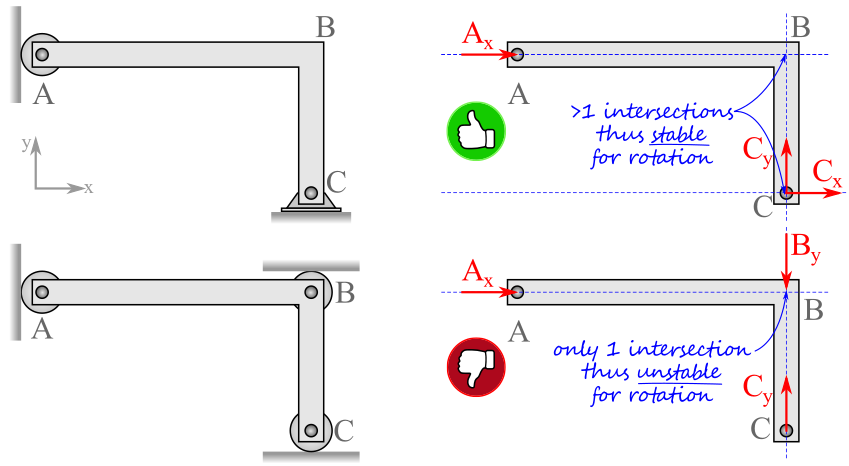 B
A
C
y
x
A_x
B
A
>1 intersections
thus stable
for rotation
C_y
C_x
C
A
B
C
A_x
B_y
A
B
only 1 intersection
thus unstable
for rotation
C_y
C